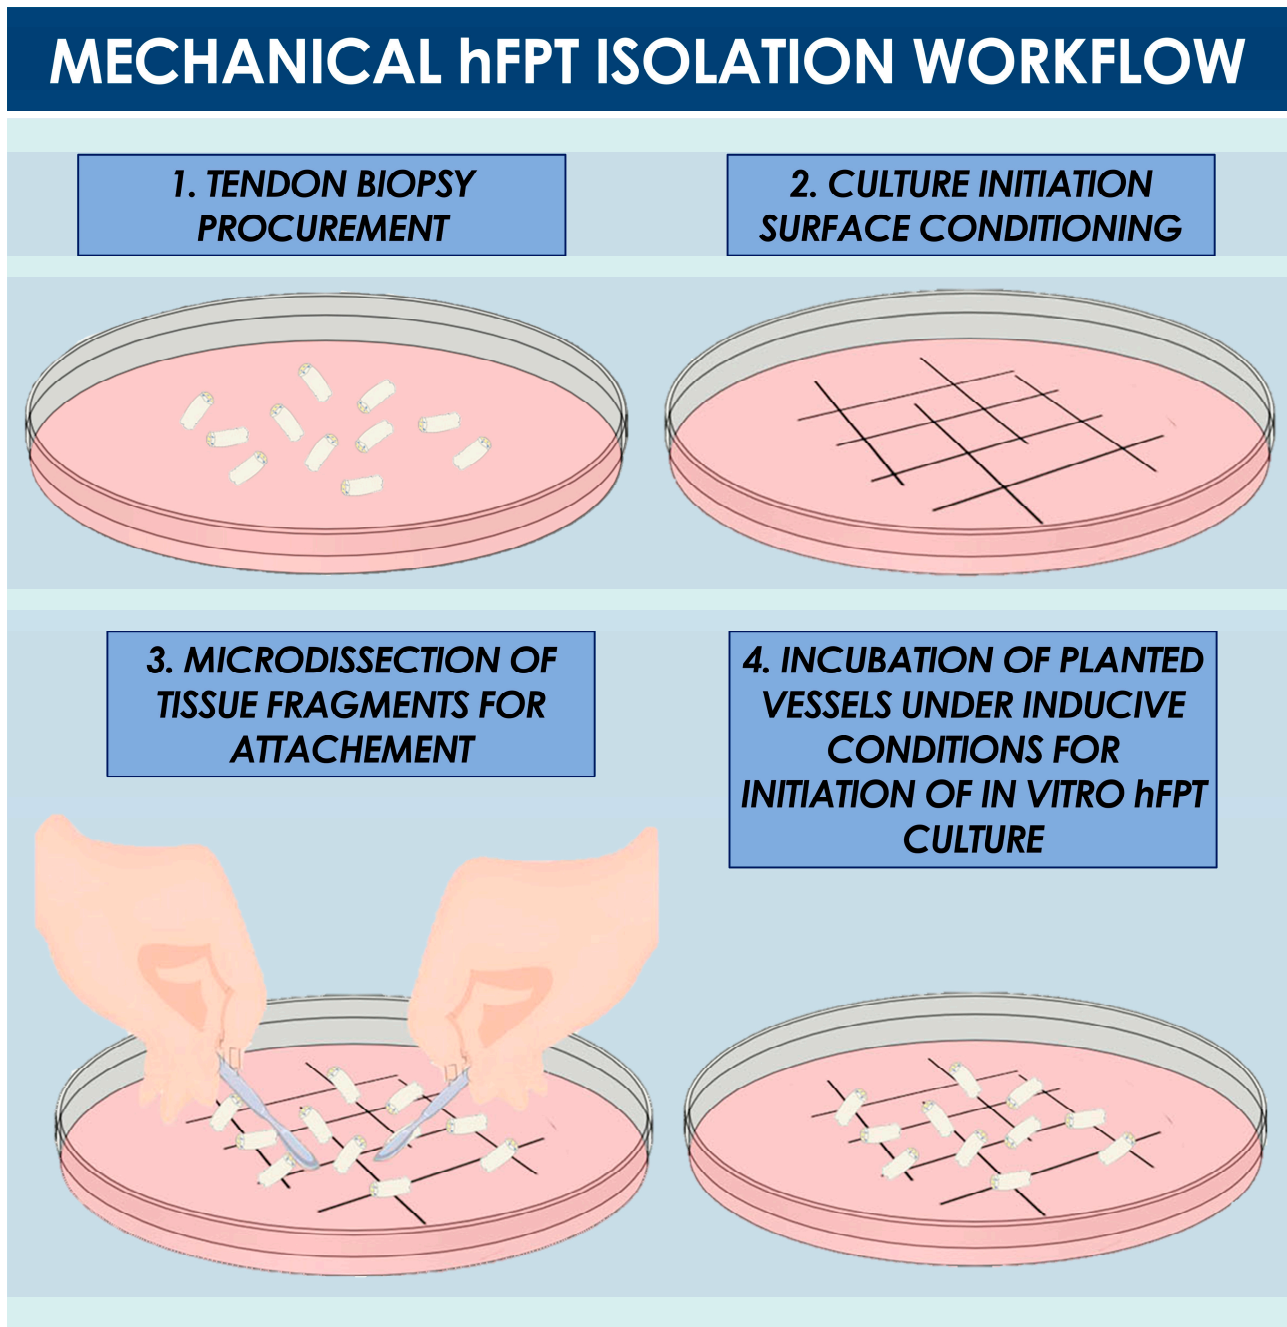 MECHANICAL hFPT ISOLATION WORKFLOW
1. TENDON BIOPSY
PROCUREMENT
2. CULTURE INITIATION
SURFACE CONDITIONING
3. MICRODISSECTION OF
TISSUE FRAGMENTS FOR
ATTACHEMENT
4. INCUBATION OF PLANTED
VESSELS UNDER INDUCIVE
CONDITIONS FOR
INITIATION OF IN VITRO hFPT
CULTURE